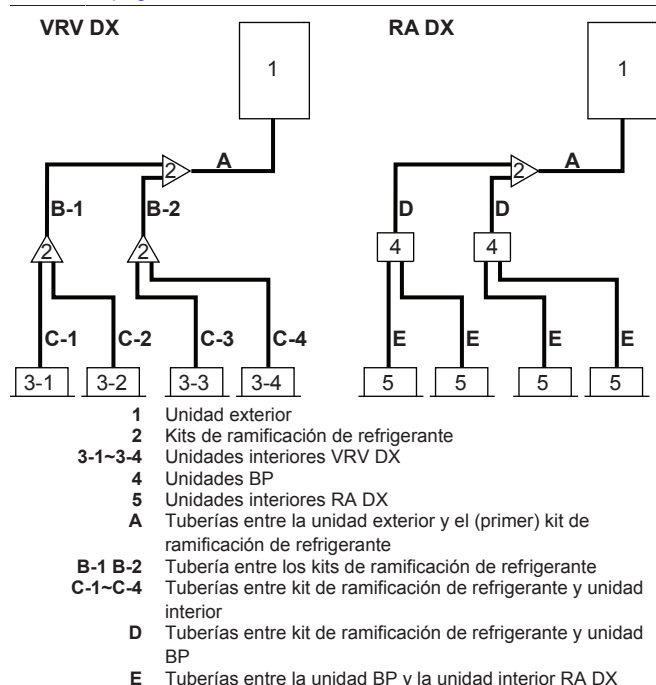 VRV DX
RA DX
1
1
2
A
2
A
B-1
B-2
D
D
2
2
4
4
C-1
C-2
C-3
C-4
E
E
E
E
3-1
3-2
3-3
3-4
5
5
5
5
1 Unidad exterior
2 Kits de ramificación de refrigerante
3-1~3-4 Unidades interiores VRV DX
4 Unidades BP
5 Unidades interiores RA DX
A Tuberías entre la unidad exterior y el (primer) kit de
ramificación de refrigerante
B-1 B-2 Tubería entre los kits de ramificación de refrigerante
C-1~C-4 Tuberías entre kit de ramificación de refrigerante y unidad
interior
D Tuberías entre kit de ramificación de refrigerante y unidad
BP
E Tuberías entre la unidad BP y la unidad interior RA DX